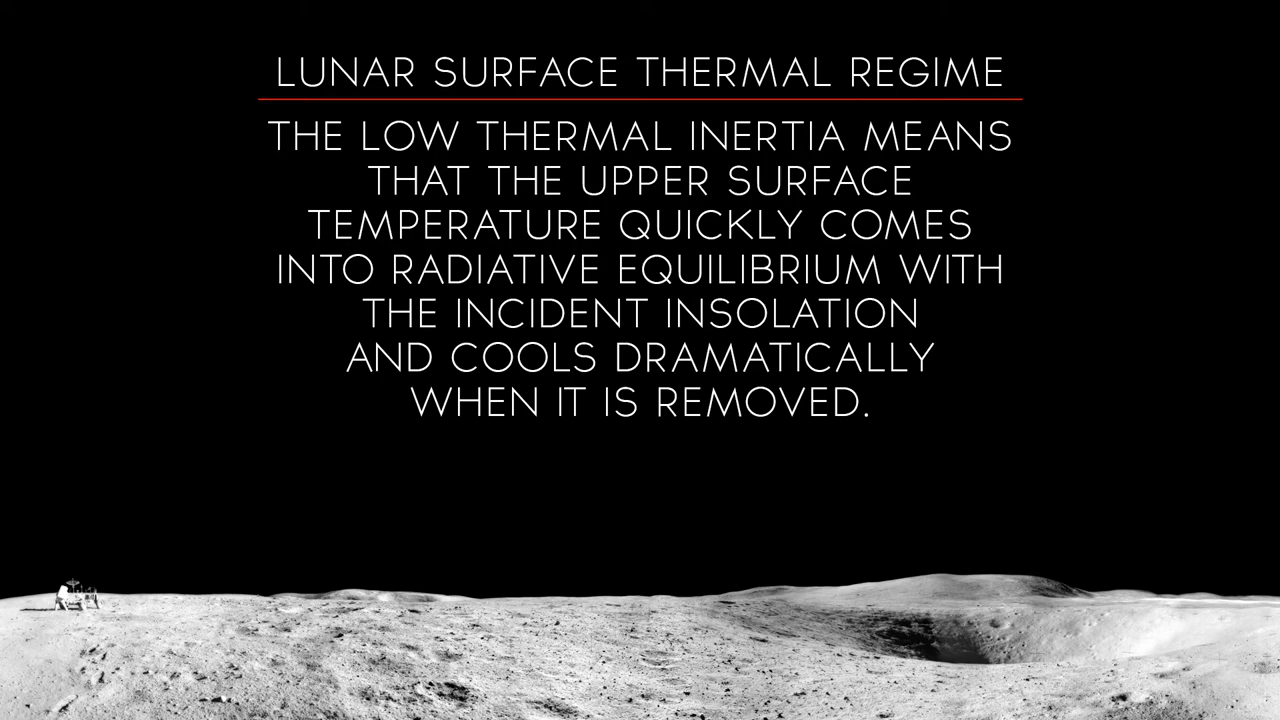 LUNAR SURFACE THERMAL REGIME
THE LOW THERMAL INERTIA MEANS
THAT THE UPPER SURFACE
TEMPERATURE QUICKLY COMES
INTO RADIATIVE EQUILIBRIUM WITH
THE INCIDENT INSOLATION
AND COOLS DRAMATICALLY
WHEN IT IS REMOVED.